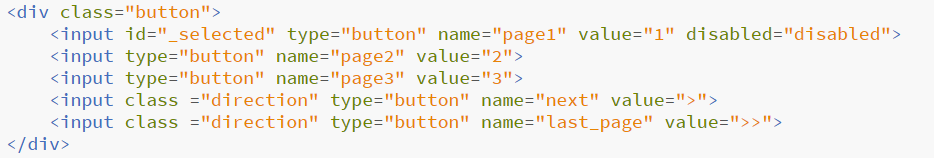 <div class="button">
    <input id="_selected" type="button" name="page1" value="1" disabled="disabled">
    <input type="button" name="page2" value="2">
    <input type="button" name="page3" value="3">
    <input class ="direction" type="button" name="next" value=">">
    <input class ="direction" type="button" name="last_page" value=">>">
</div>